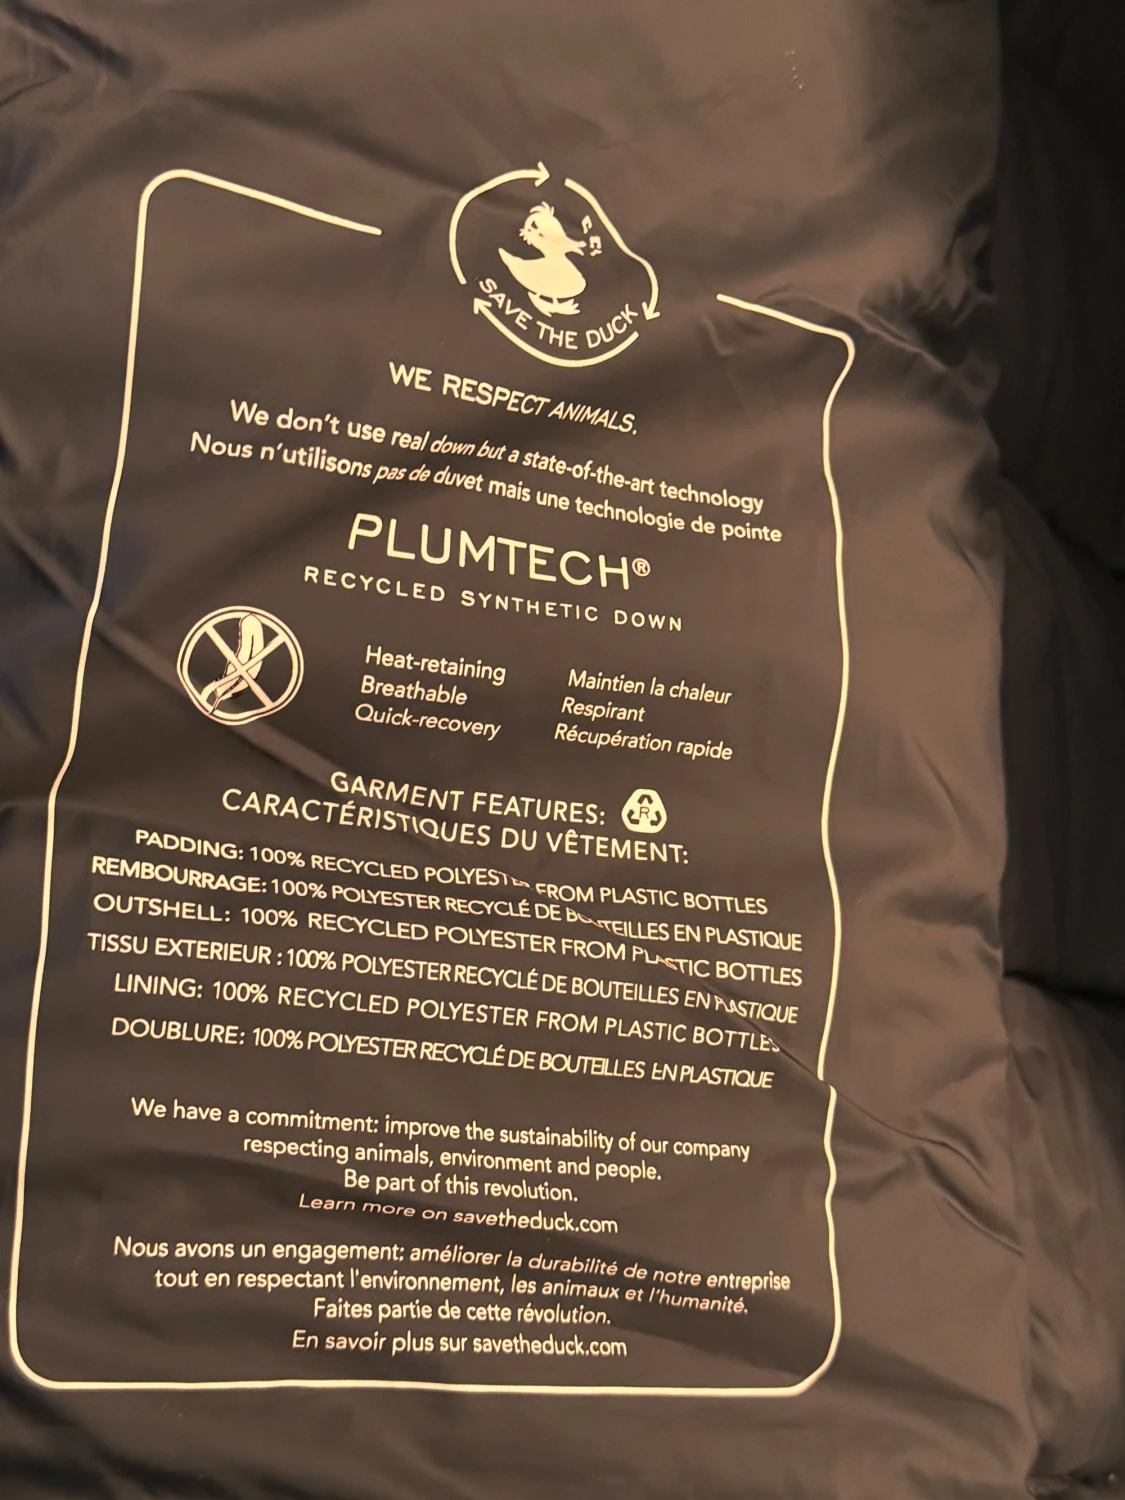 SAVE THE DUCK
WE RESPECT ANIMALS.
We don't use real down but a state-of-the-art technology
Nous n'utilisons pas de duvet mais une technologie de pointe
PLUMTECH®
RECYCLED SYNTHETIC DOWN
Heat-retaining
Breathable
Quick-recovery
Maintien la chaleur
Respirant
Récupération rapide
GARMENT FEATURES: R
CARACTÉRISTIQUES DU VÊTEMENT:
PADDING: 100% RECYCLED POLYESTER FROM PLASTIC BOTTLES
REMBOURRAGE: 100% POLYESTER RECYCLÉ DE BOUTEILLES EN PLASTIQUE
OUTSHELL: 100% RECYCLED POLYESTER FROM PLASTIC BOTTLES
TISSU EXTERIEUR : 100% POLYESTER RECYCLÉ DE BOUTEILLES EN PLASTIQUE
LINING: 100% RECYCLED POLYESTER FROM PLASTIC BOTTLES
DOUBLURE: 100% POLYESTER RECYCLÉ DE BOUTEILLES EN PLASTIQUE
We have a commitment: improve the sustainability of our company
respecting animals, environment and people.
Be part of this revolution.
Learn more on savetheduck.com
Nous avons un engagement: améliorer la durabilité de notre entreprise
tout en respectant l'environnement, les animaux et l'humanité.
Faites partie de cette révolution.
En savoir plus sur savetheduck.com